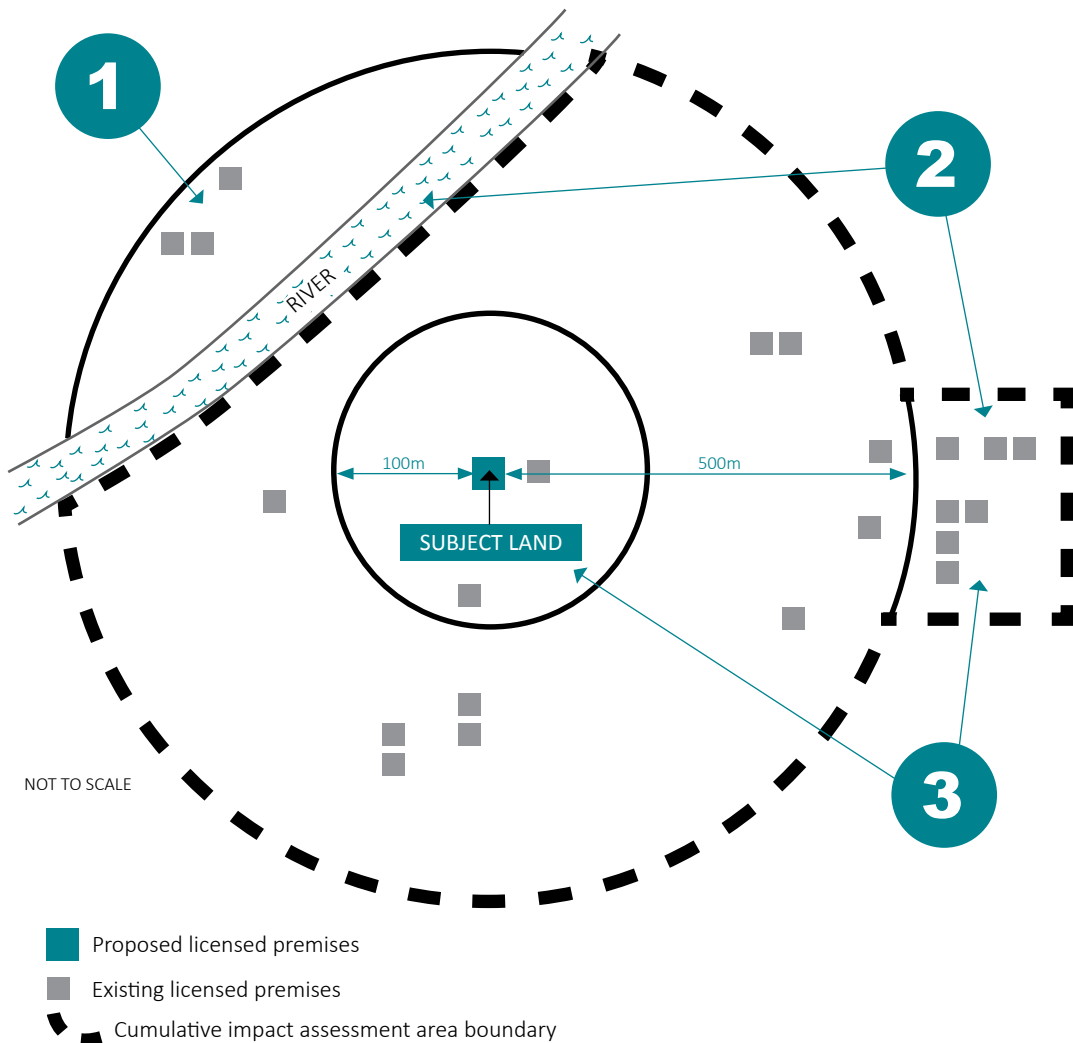 1
2
RIVER
100m
500m
SUBJECT LAND
3
NOT TO SCALE
Proposed licensed premises
Existing licensed premises
Cumulative impact assessment area boundary